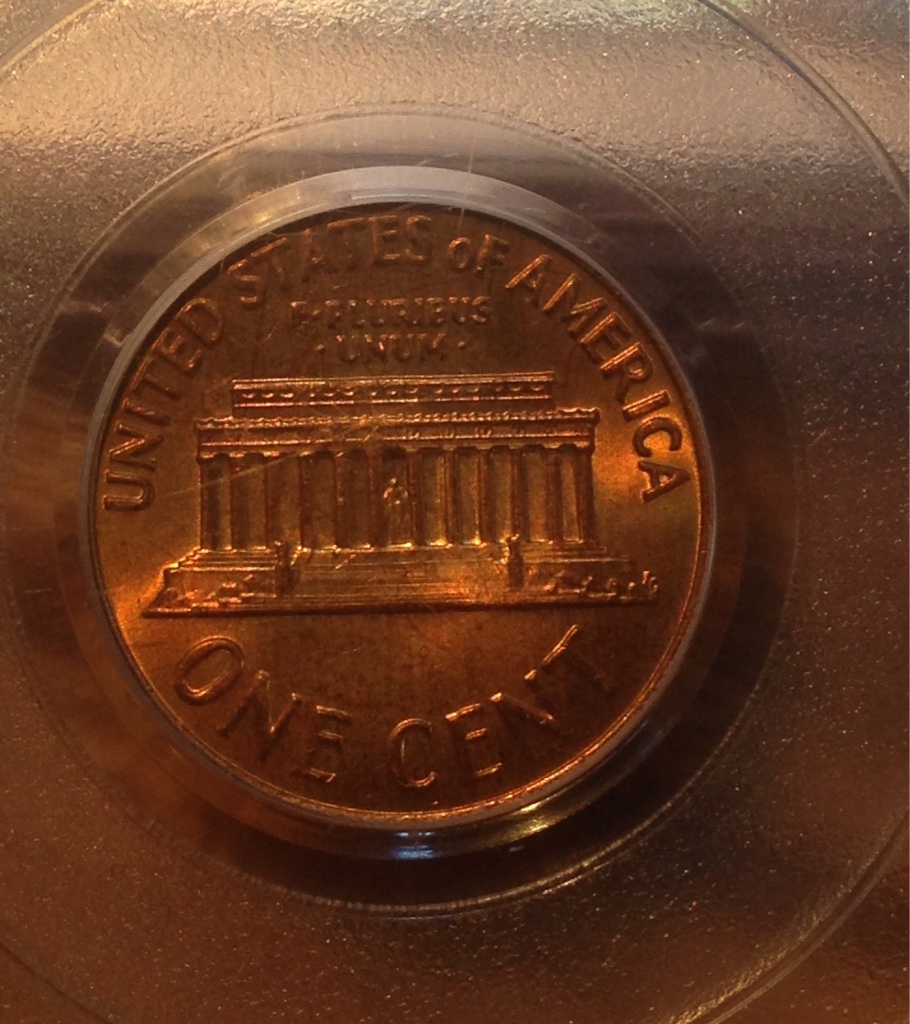 UNITED STATES OF AMERICA
E·PLURIBUS
·UNUM·
ONE CENT